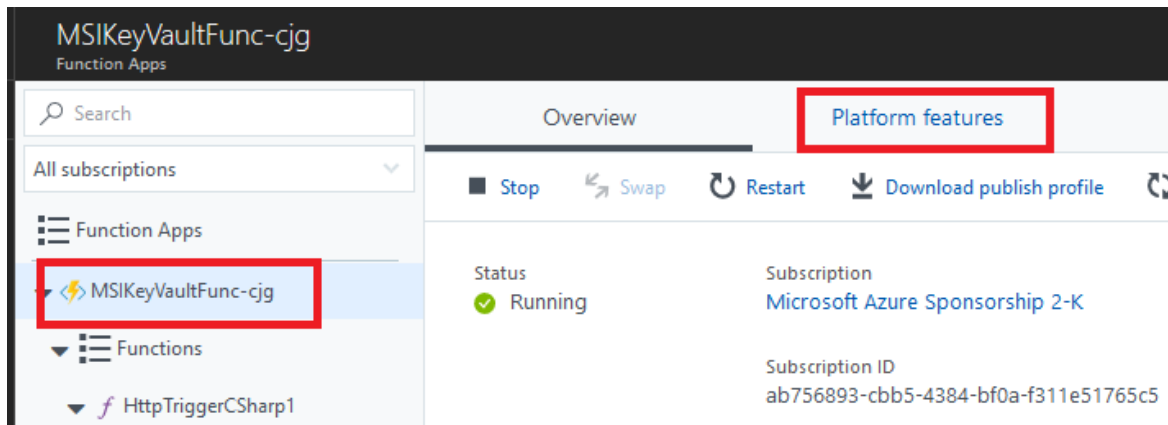 MSIKeyVaultFunc-cjg
Function Apps
Search
All subscriptions
Function Apps
MSIKeyVaultFunc-cjg
Functions
f HttpTriggerCSharp1
Overview
Platform features
Stop Swap Restart Download publish profile
Status
Running
Subscription
Microsoft Azure Sponsorship 2-K
Subscription ID
ab756893-cbb5-4384-bf0a-f311e51765c5